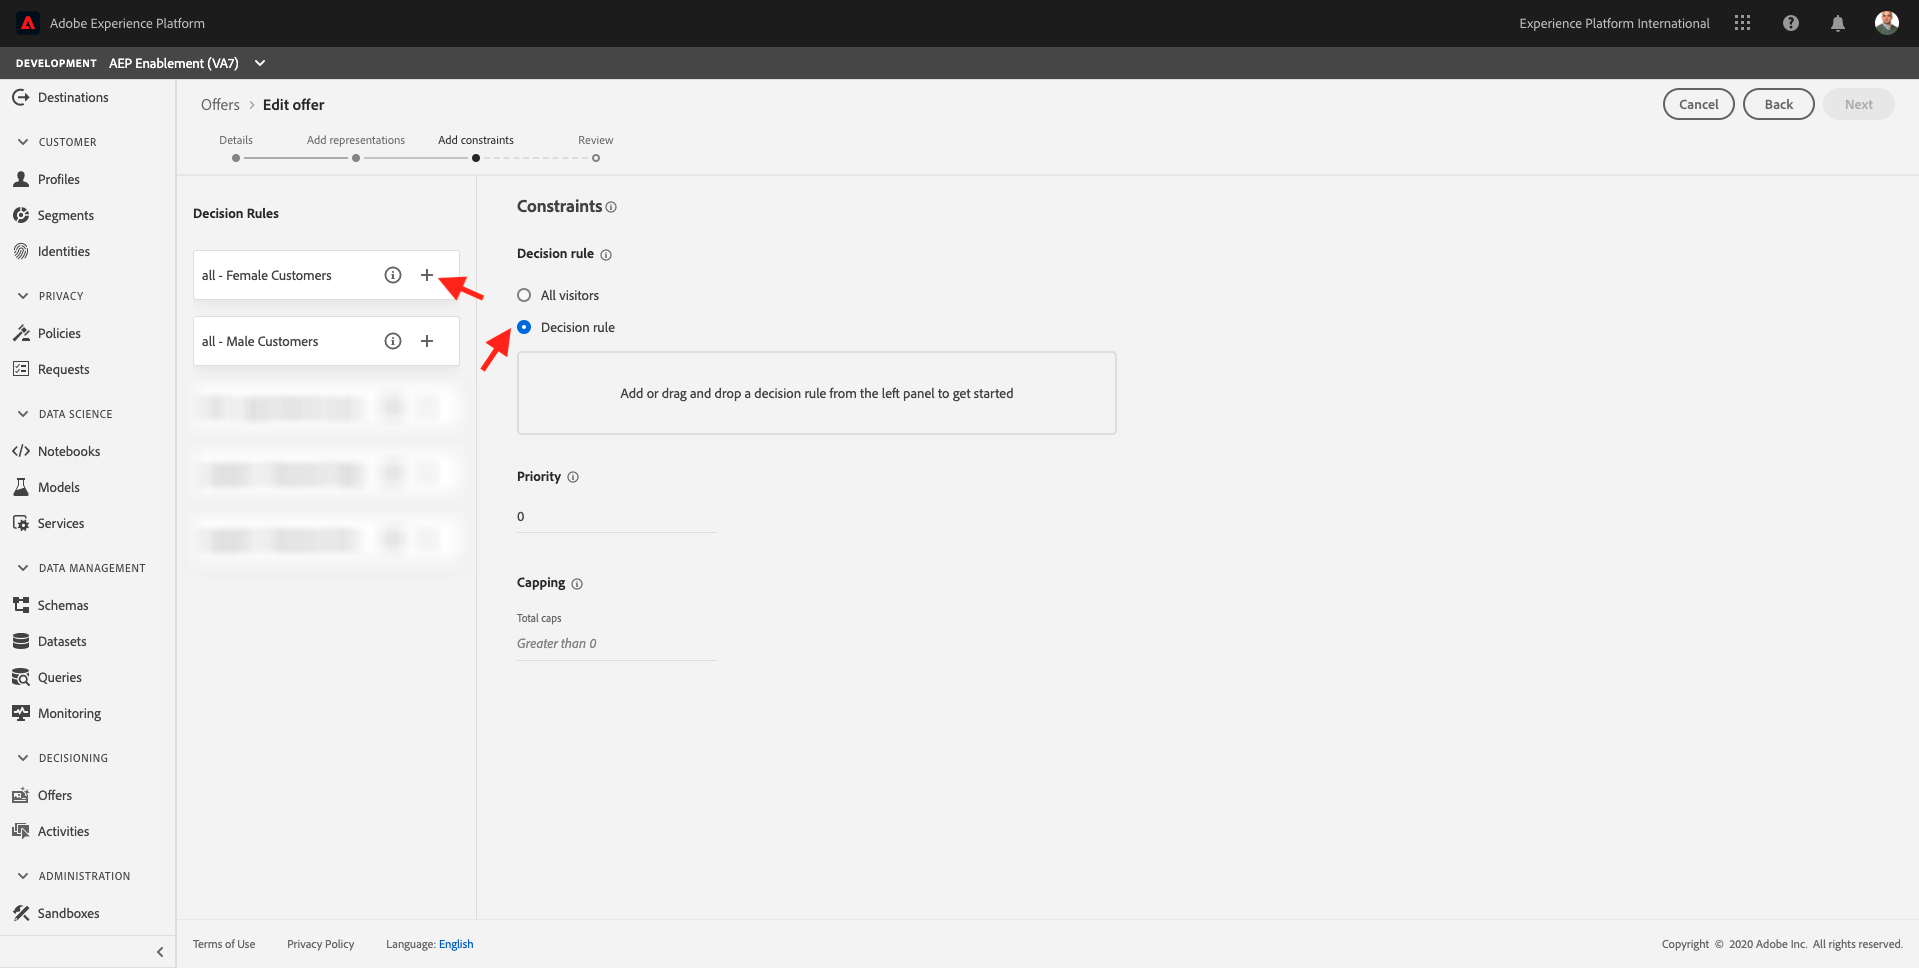 Adobe Experience Platform
Experience Platform International
DEVELOPMENT AEP Enablement (VA7)
Destinations
CUSTOMER
Profiles
Segments
Identities
PRIVACY
Policies
Requests
DATA SCIENCE
Notebooks
Models
Services
DATA MANAGEMENT
Schemas
Datasets
Queries
Monitoring
DECISIONING
Offers
Activities
ADMINISTRATION
Sandboxes
Offers > Edit offer
Cancel
Back
Next
Details
Add representations
Add constraints
Review
Decision Rules
all - Female Customers
all - Male Customers
Constraints
Decision rule
All visitors
Decision rule
Add or drag and drop a decision rule from the left panel to get started
Priority
0
Capping
Total caps
Greater than 0
Terms of Use
Privacy Policy
Language: English
Copyright © 2020 Adobe Inc. All rights reserved.